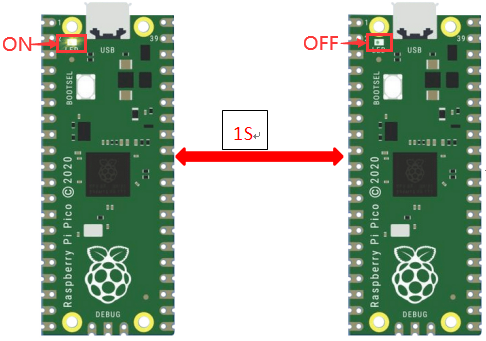 ON
1
2
LED
USB
39
BOOTSEL
Raspberry Pi Pico © 2020
DEBUG
1S
OFF
1
LED
USB
39
BOOTSEL
Raspberry Pi Pico © 2020
DEBUG